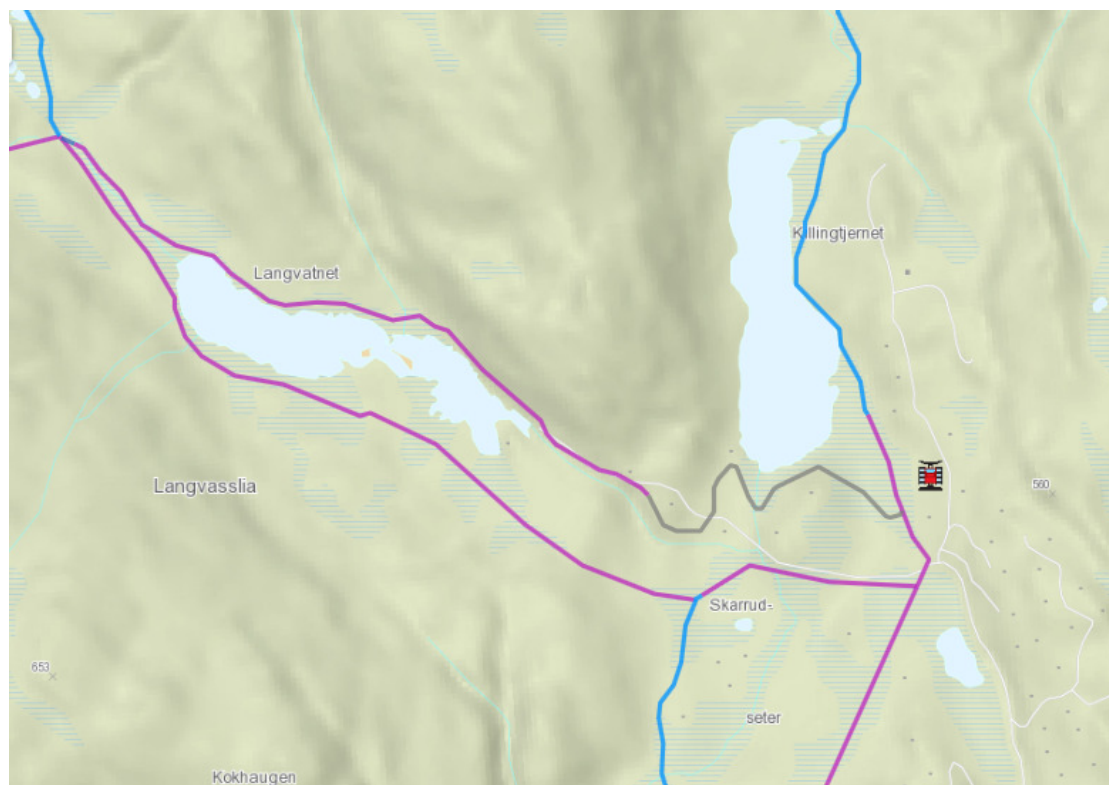 Killingtjernet
Langvatnet
Langvasslia
560
Skarrud-
653
seter
Kokhaugen